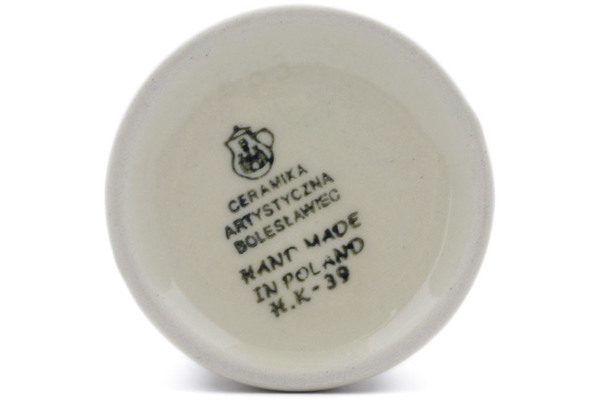 CERAMIKA
ARTYSTYCZNA
BOLESŁAWIEC
HAND MADE
IN POLAND
H.K-39